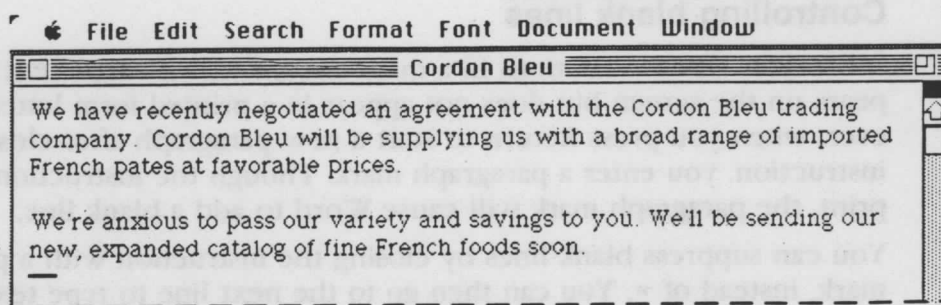 File Edit Search Format Font Document Window
Cordon Bleu
We have recently negotiated an agreement with the Cordon Bleu trading
company. Cordon Bleu will be supplying us with a broad range of imported
French pates at favorable prices.
We're anxious to pass our variety and savings to you. We'll be sending our
new, expanded catalog of fine French foods soon.